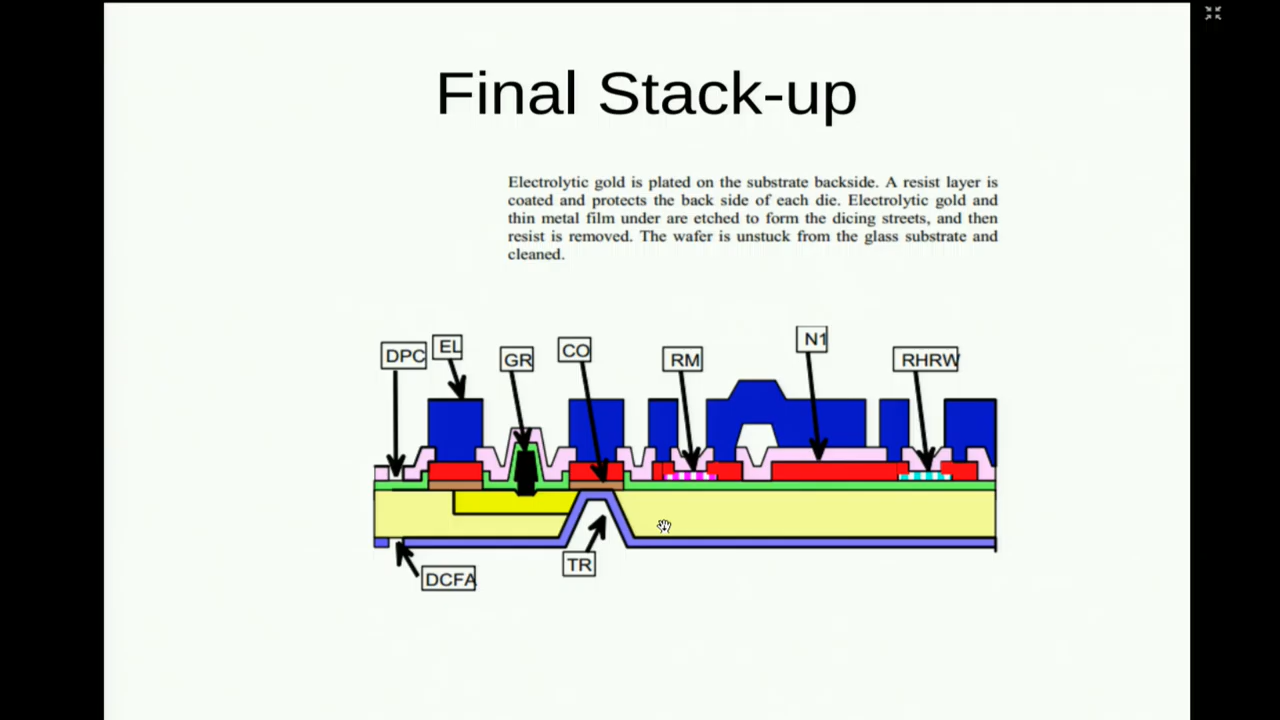 Final Stack-up
Electrolytic gold is plated on the substrate backside. A resist layer is
coated and protects the back side of each die. Electrolytic gold and
thin metal film under are etched to form the dicing streets, and then
resist is removed. The wafer is unstuck from the glass substrate and
cleaned.
DPC
EL
GR
CO
RM
N1
RHRW
TR
DCFA